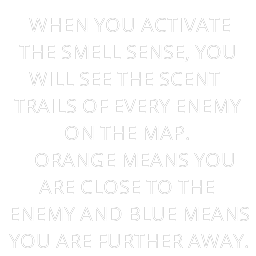 WHEN YOU ACTIVATE
THE SMELL SENSE, YOU
WILL SEE THE SCENT
TRAILS OF EVERY ENEMY
ON THE MAP.
ORANGE MEANS YOU
ARE CLOSE TO THE
ENEMY AND BLUE MEANS
YOU ARE FURTHER AWAY.